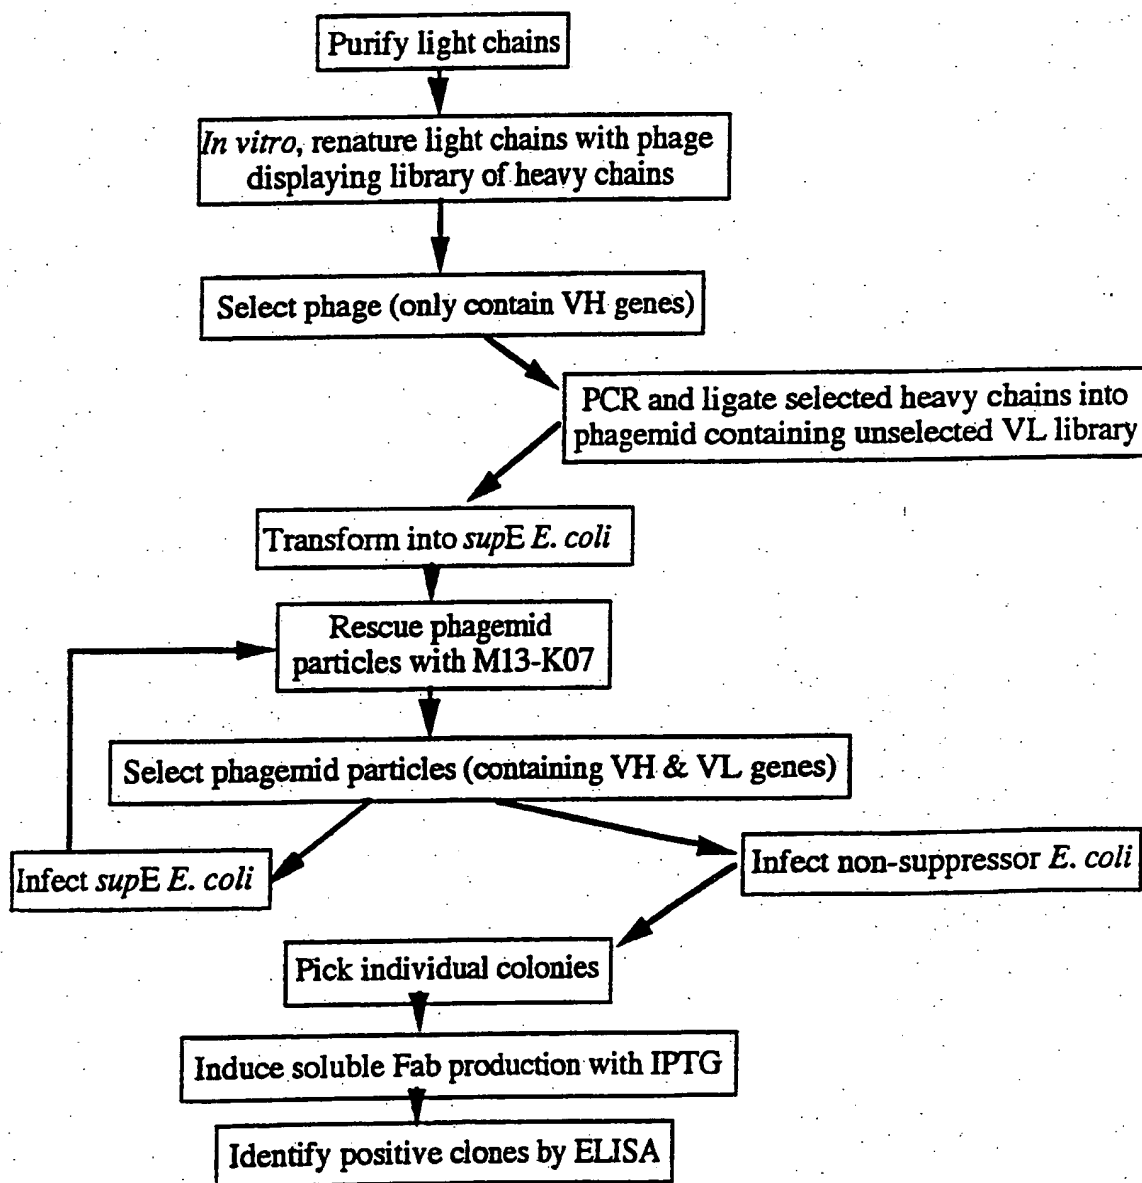 Purify light chains
In vitro, renature light chains with phage
displaying library of heavy chains
Select phage (only contain VH genes)
PCR and ligate selected heavy chains into
phagemid containing unselected VL library
Transform into supE E. coli
Rescue phagemid
particles with M13-K07
Select phagemid particles (containing VH & VL genes)
Infect supE E. coli
Infect non-suppressor E. coli
Pick individual colonies
Induce soluble Fab production with IPTG
Identify positive clones by ELISA